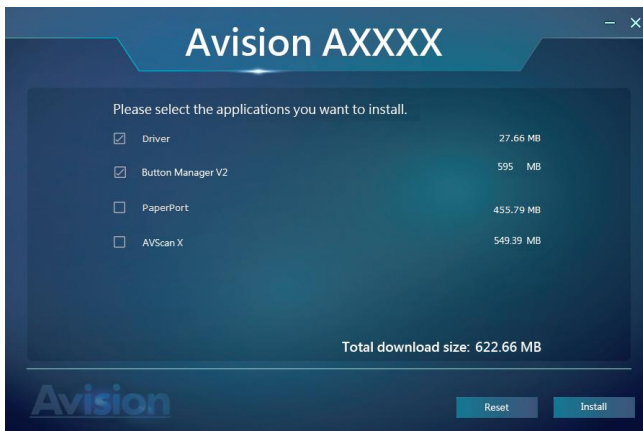 Avision AXXXX
Please select the applications you want to install.
Driver 27.66 MB
Button Manager V2 595 MB
PaperPort 455.79 MB
AVScan X 549.39 MB
Total download size: 622.66 MB
Avision
Reset Install